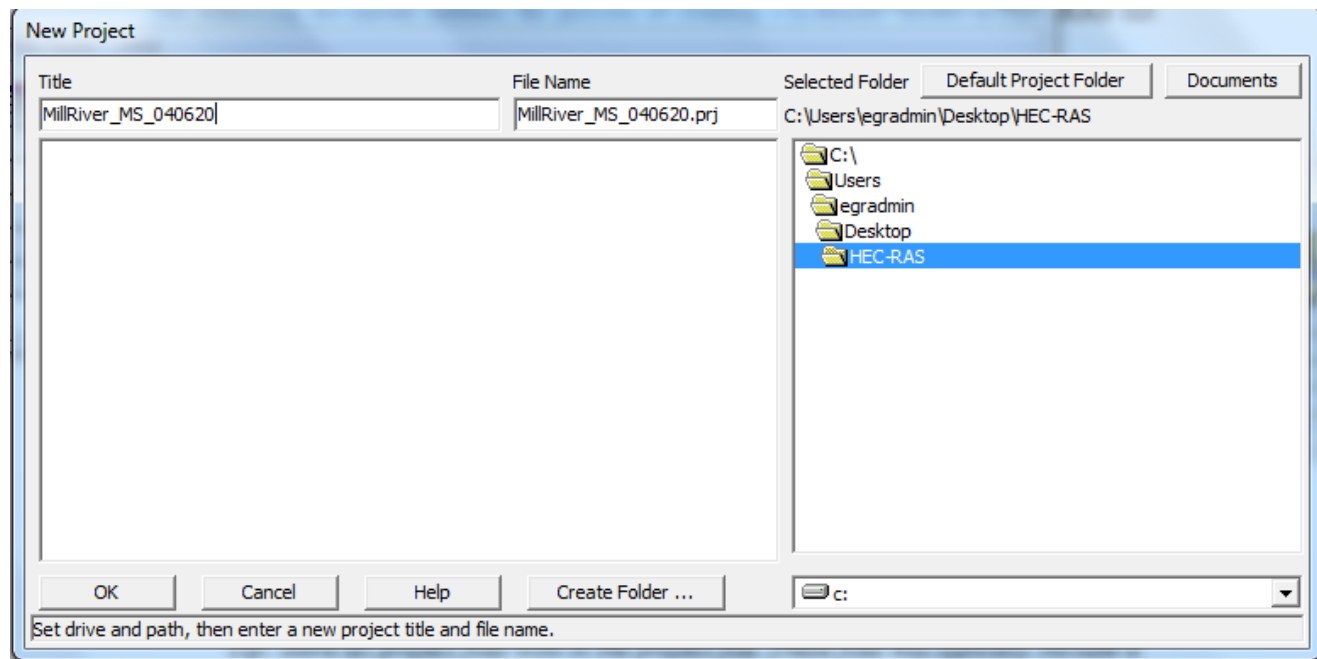 New Project
Title
File Name
Selected Folder
Default Project Folder
Documents
MillRiver_MS_040620
MillRiver_MS_040620.prj
C:\Users\egradmin\Desktop\HEC-RAS
C:\
Users
egradmin
Desktop
HEC-RAS
OK
Cancel
Help
Create Folder ...
c:
Set drive and path, then enter a new project title and file name.